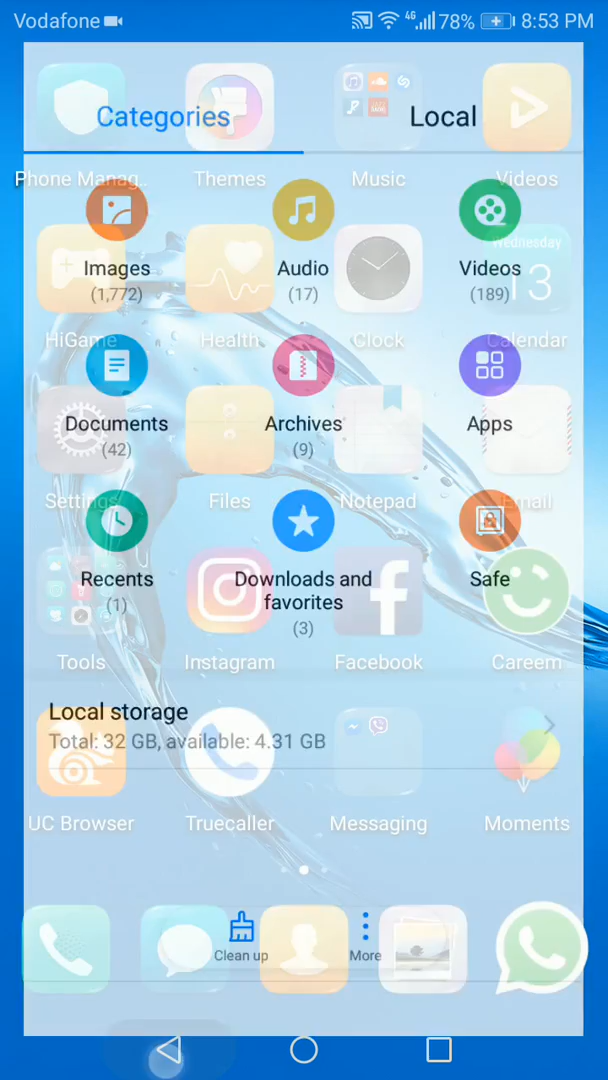 Vodafone 4G 78% 8:53 PM
Categories Local
Phone Manag.. Themes Music Videos
Images Audio Videos Wednesday
(1,772) (17) (189) 13
HiGame Health Clock Calendar
Documents Archives Apps
(42) (9)
Settings Files Notepad Email
Recents Downloads and Safe
(1) favorites
(3)
Tools Instagram Facebook Careem
Local storage
Total: 32 GB, available: 4.31 GB
UC Browser Truecaller Messaging Moments
Clean up More